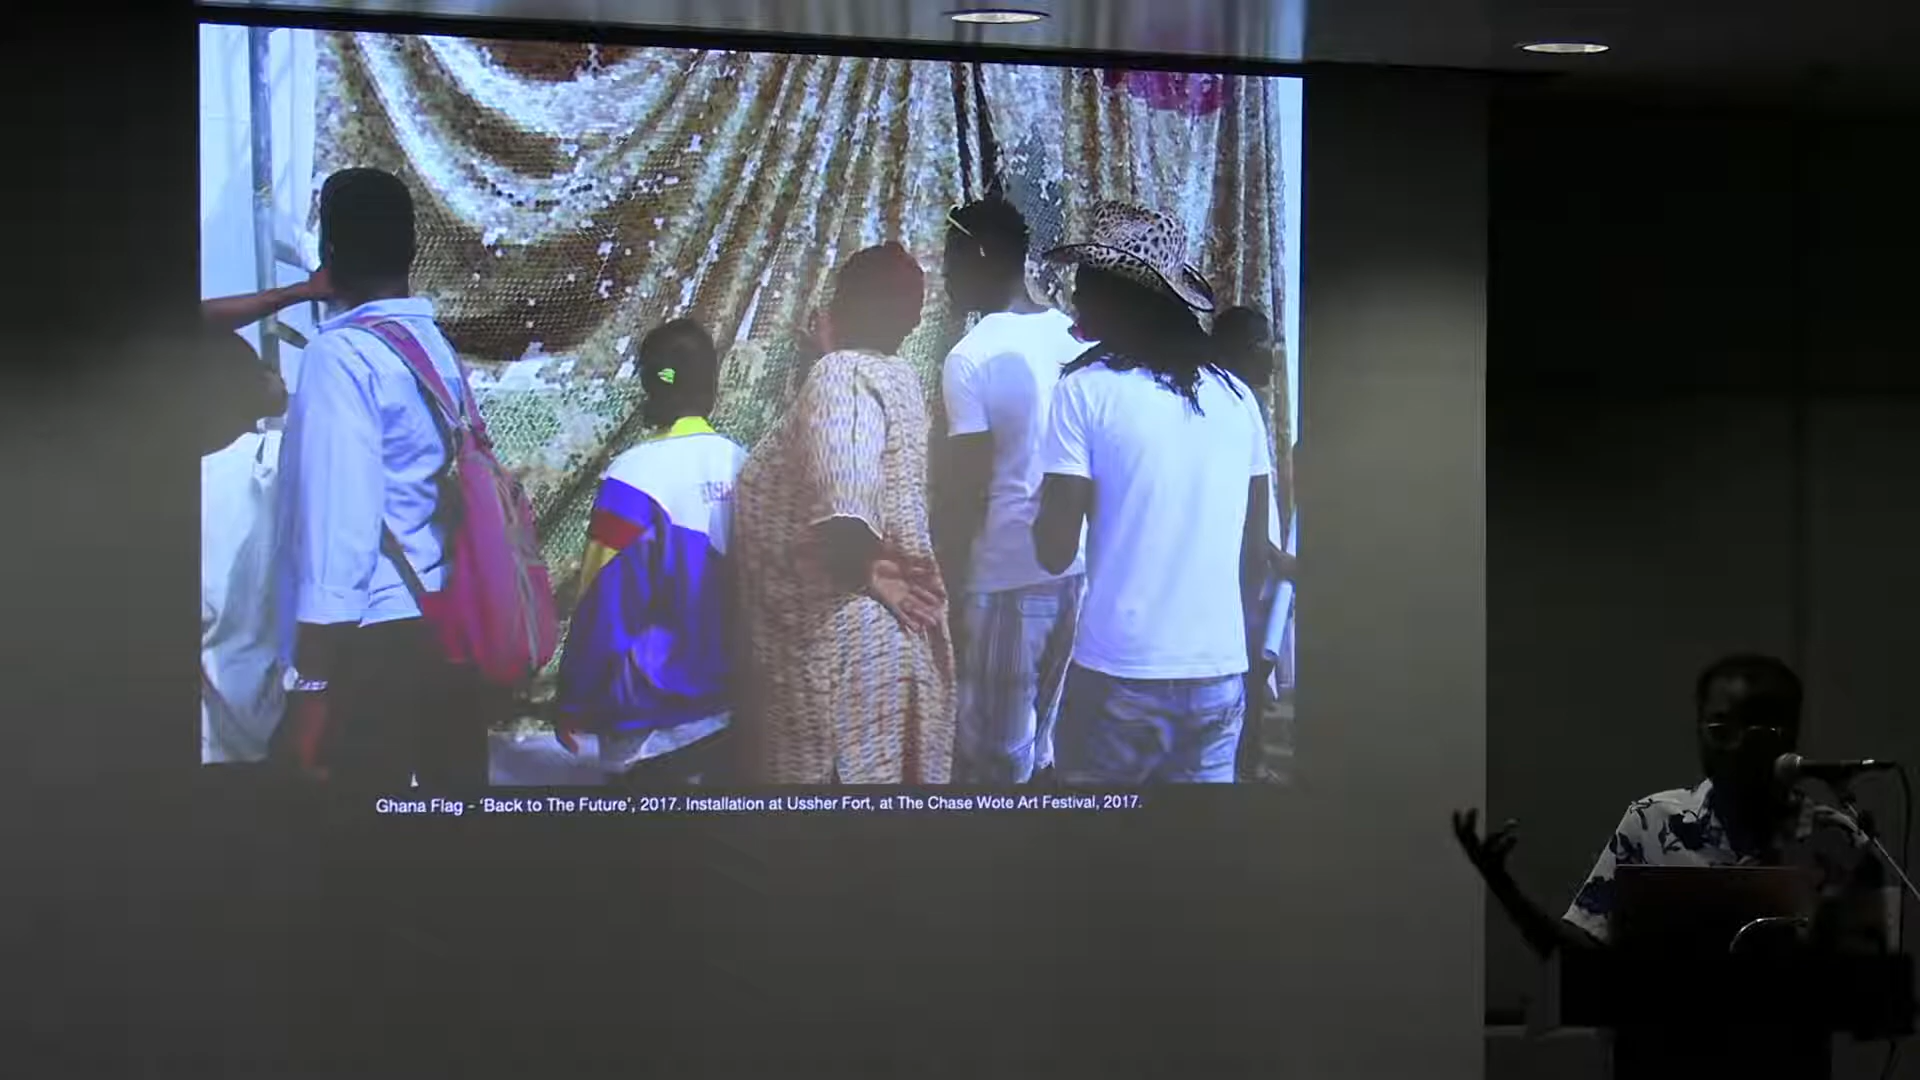 Ghana Flag - ‘Back to The Future’, 2017. Installation at Ussher Fort, at The Chase Wote Art Festival, 2017.